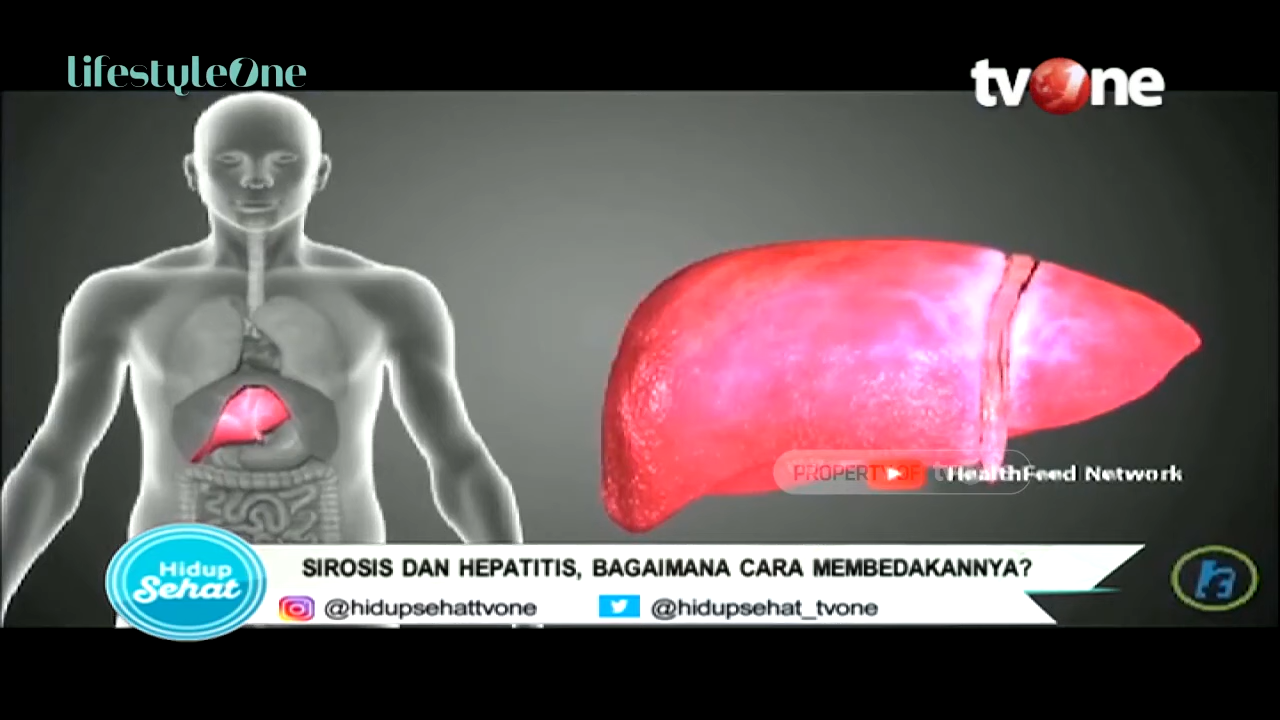 lifestyleOne
tvOne
PROPERTY OF
HealthFeed Network
Hidup
Sehat
SIROSIS DAN HEPATITIS, BAGAIMANA CARA MEMBEDAKANNYA?
@hidupsehattvone
@hidupsehat_tvone